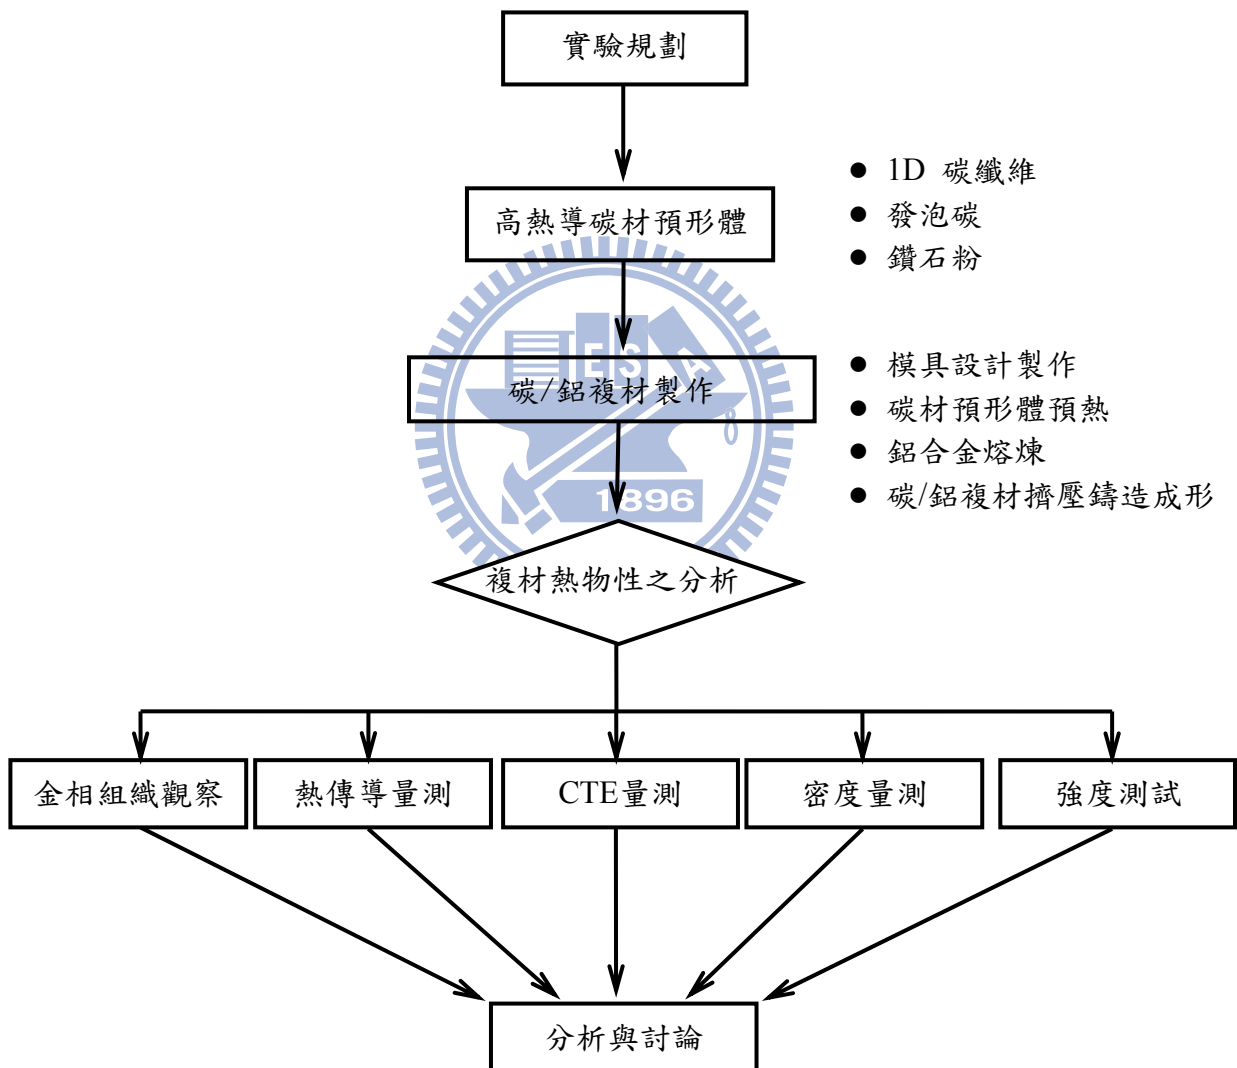 實驗規劃
● 1D 碳纖維
高熱導碳材預形體
● 發泡碳
● 鑽石粉
E S A
碳/鋁複材製作
● 模具設計製作
● 碳材預形體預熱
● 鋁合金熔煉
● 碳/鋁複材擠壓鑄造成形
1896
複材熱物性之分析
金相組織觀察
熱傳導量測
CTE量測
密度量測
強度測試
分析與討論